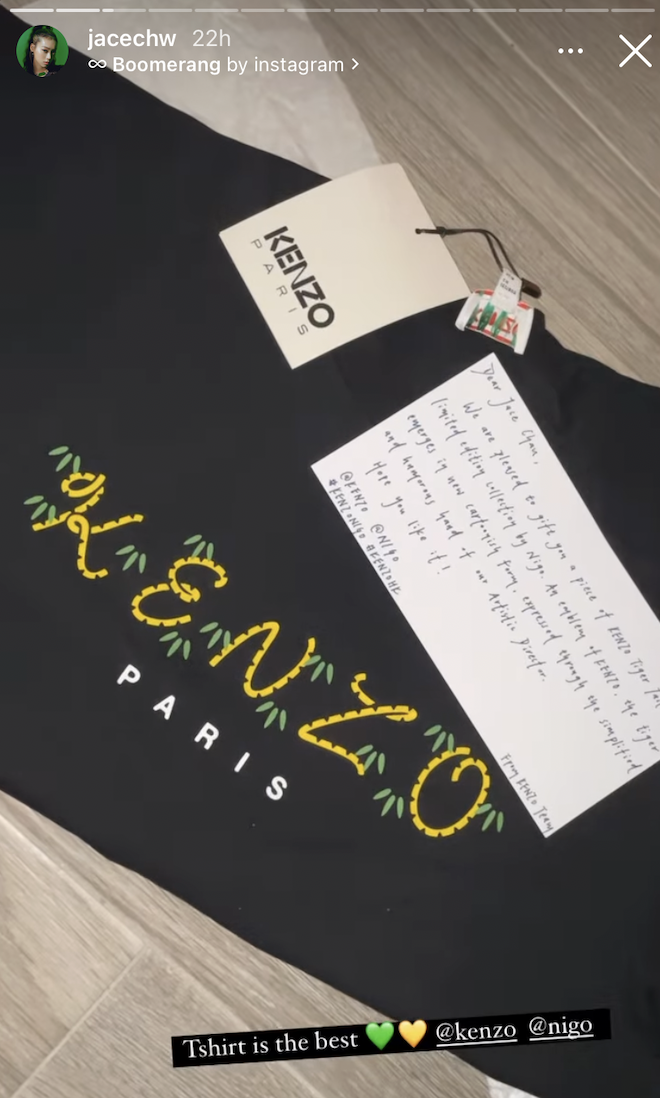 jacechw 22h
∞ Boomerang by instagram >
KENZO
PARIS
Dear Jace Chan,
We are pleased to gift you a piece of KENZO Tiger Tail
limited edition collection by Nigo. An emblem of KENZO, the tiger
emerges in new cartoonish form, expressed through the simplified
and humorous hand of our Artistic Director.
Hope you like it!
@KENZO @NIGO
#KENZONIGO #KENZOHK
From KENZO Team
KENZO
PARIS
Tshirt is the best 💚💛 @kenzo @nigo